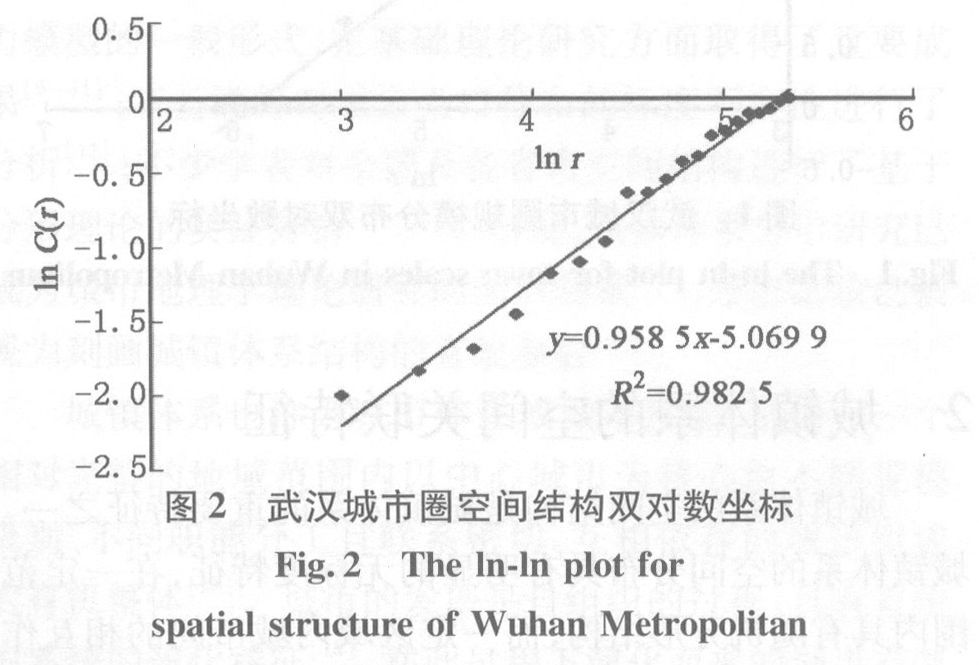 0.5
0
2
3
4
5
6
ln r
-0.5
ln C(r)
-1.0
-1.5
y=0.958 5x-5.069 9
R²=0.982 5
-2.0
-2.5
图 2 武汉城市圈空间结构双对数坐标
Fig. 2 The ln-ln plot for
spatial structure of Wuhan Metropolitan